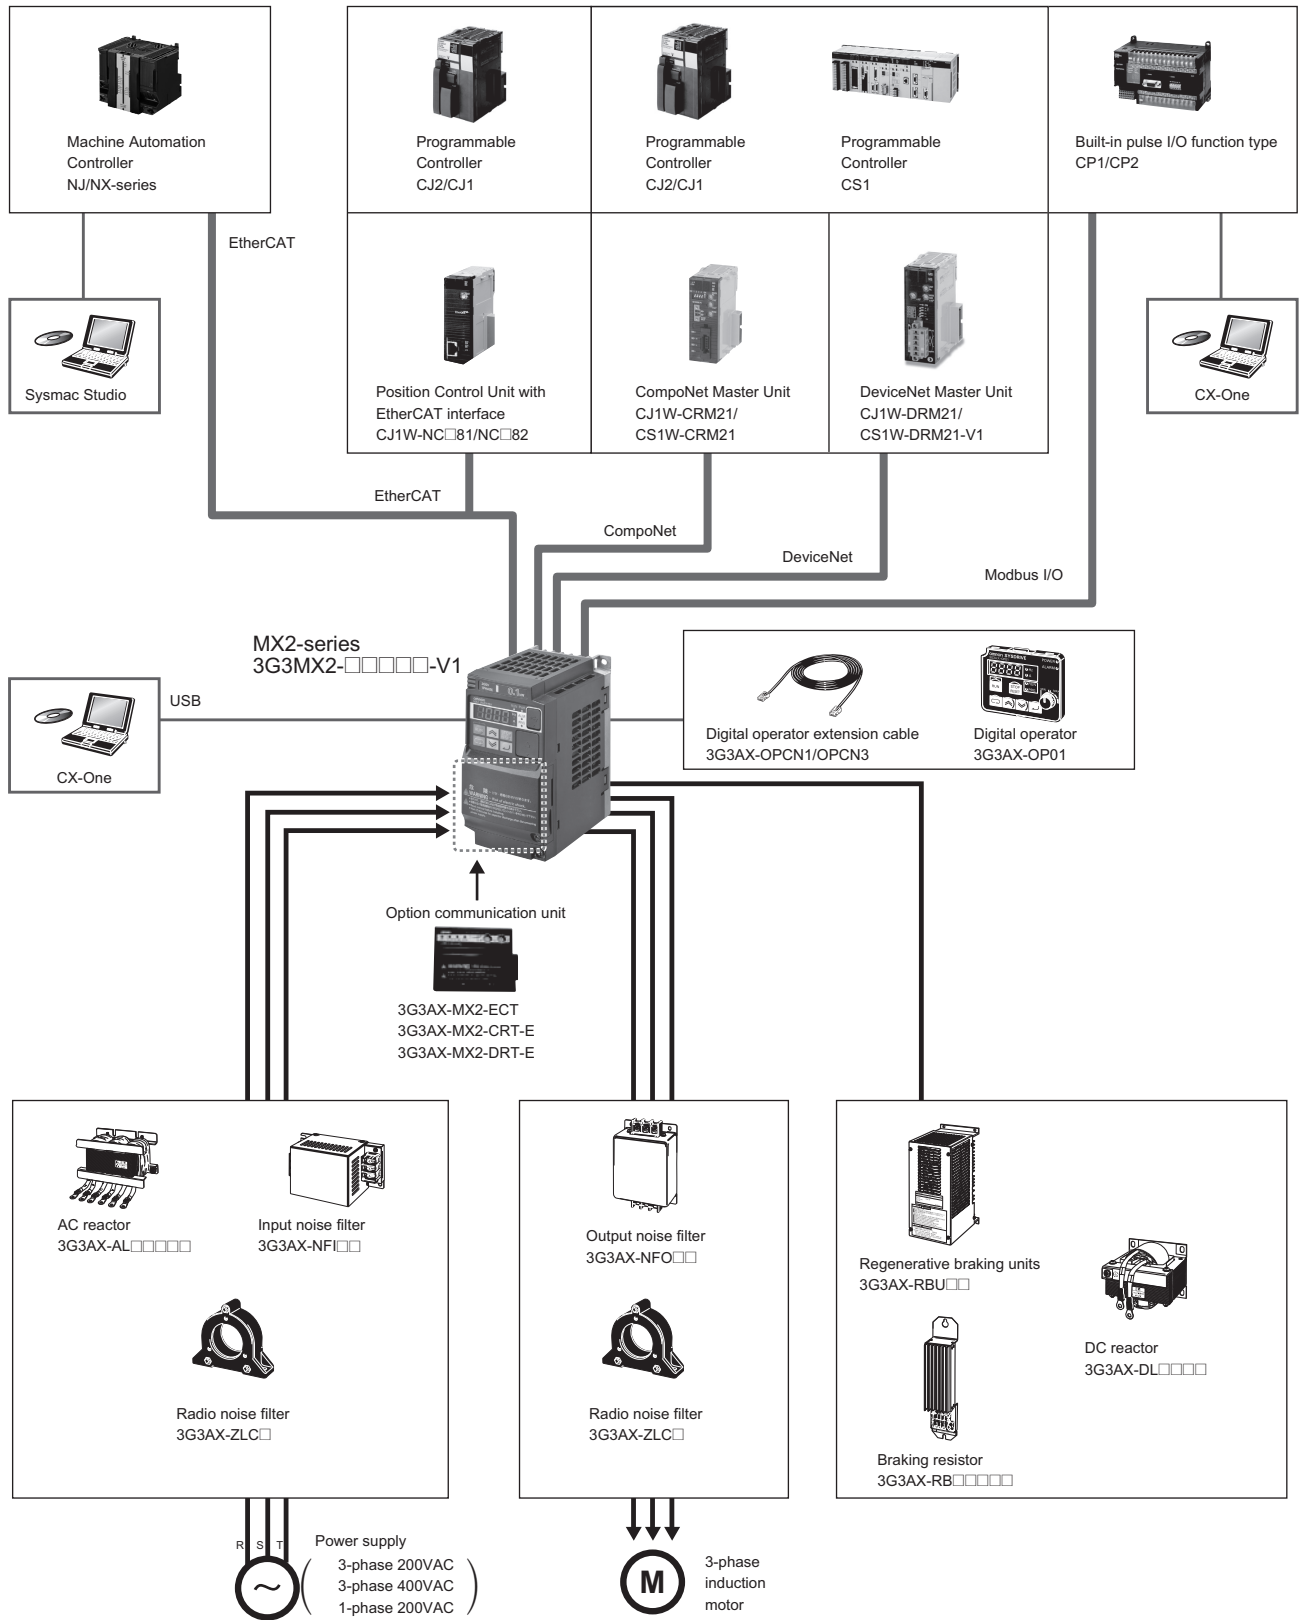 Machine Automation
Controller
NJ/NX-series
Programmable
Controller
CJ2/CJ1
Programmable
Controller
CJ2/CJ1
Programmable
Controller
CS1
Built-in pulse I/O function type
CP1/CP2
EtherCAT
Sysmac Studio
Position Control Unit with
EtherCAT interface
CJ1W-NC□81/NC□82
CompoNet Master Unit
CJ1W-CRM21/
CS1W-CRM21
DeviceNet Master Unit
CJ1W-DRM21/
CS1W-DRM21-V1
CX-One
EtherCAT
CompoNet
DeviceNet
Modbus I/O
MX2-series
3G3MX2-□□□□□-V1
USB
CX-One
Digital operator extension cable
3G3AX-OPCN1/OPCN3
Digital operator
3G3AX-OP01
Option communication unit
3G3AX-MX2-ECT
3G3AX-MX2-CRT-E
3G3AX-MX2-DRT-E
AC reactor
3G3AX-AL□□□□□
Input noise filter
3G3AX-NFI□□
Radio noise filter
3G3AX-ZLC□
Output noise filter
3G3AX-NFO□□
Radio noise filter
3G3AX-ZLC□
Regenerative braking units
3G3AX-RBU□□
DC reactor
3G3AX-DL□□□□
Braking resistor
3G3AX-RB□□□□□
R S T
Power supply
3-phase 200VAC
3-phase 400VAC
1-phase 200VAC
M
3-phase
induction
motor